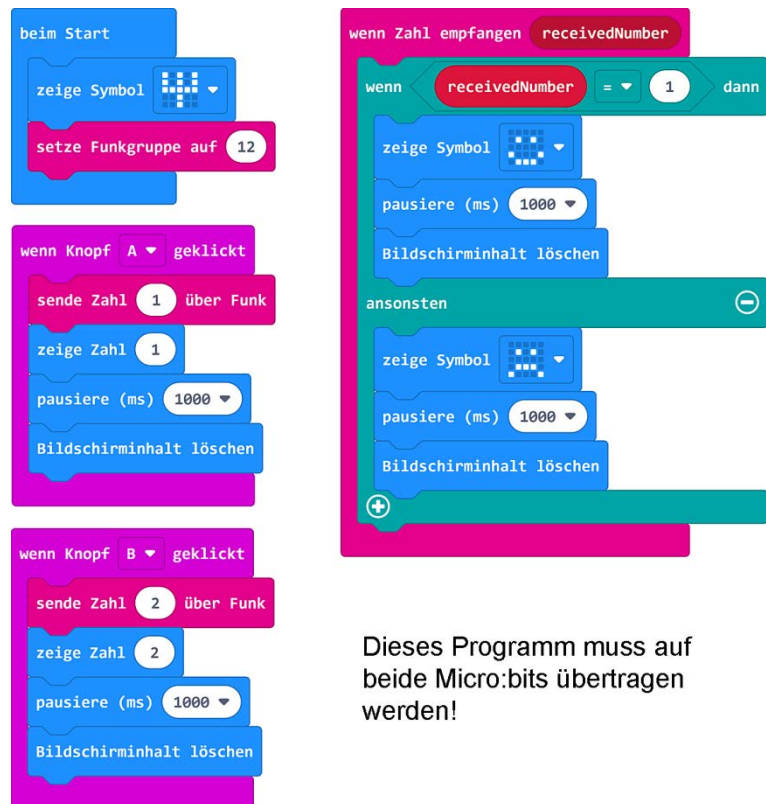 beim Start
zeige Symbol
setze Funkgruppe auf 12
wenn Knopf A geklickt
sende Zahl 1 über Funk
zeige Zahl 1
pausiere (ms) 1000
Bildschirminhalt löschen
wenn Knopf B geklickt
sende Zahl 2 über Funk
zeige Zahl 2
pausiere (ms) 1000
Bildschirminhalt löschen
wenn Zahl empfangen receivedNumber
wenn receivedNumber = 1 dann
zeige Symbol
pausiere (ms) 1000
Bildschirminhalt löschen
ansonsten
zeige Symbol
pausiere (ms) 1000
Bildschirminhalt löschen
Dieses Programm muss auf
beide Micro:bits übertragen
werden!